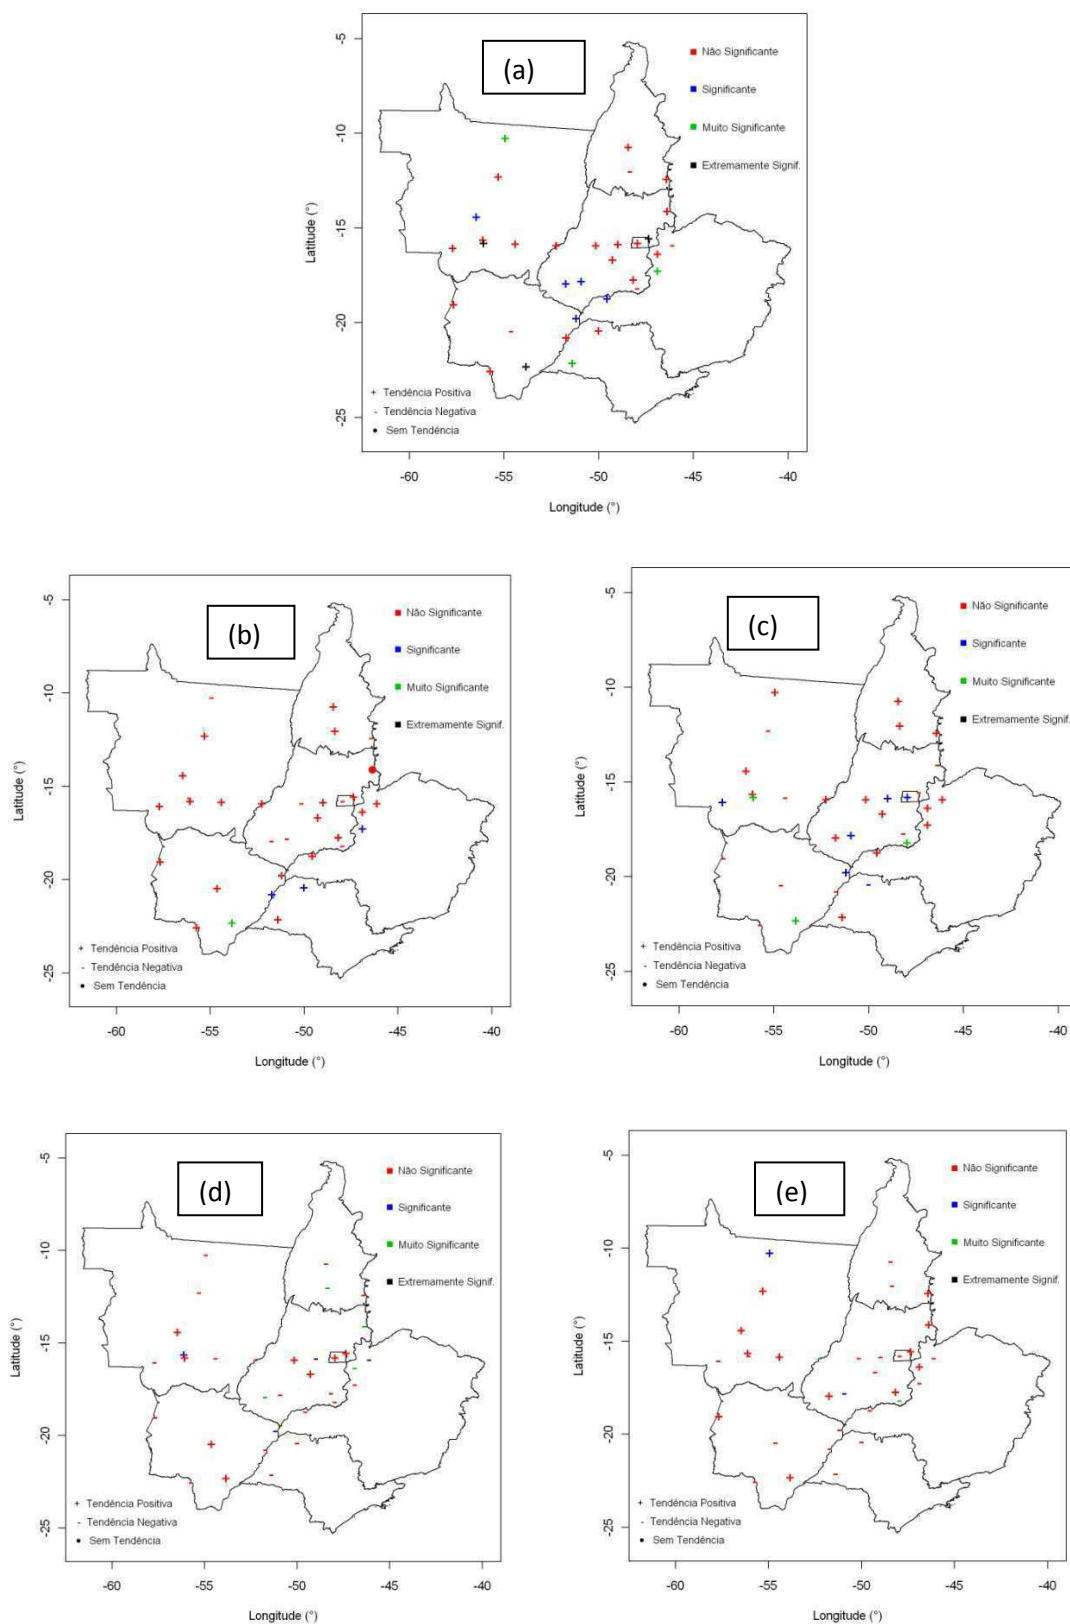 (a)
Não Significante
Significante
Muito Significante
Extremamente Signif.
-5
-10
-15
-20
-25
Latitude (°)
+ Tendência Positiva
- Tendência Negativa
● Sem Tendência
-60 -55 -50 -45 -40
Longitude (°)
(b)
Não Significante
Significante
Muito Significante
Extremamente Signif.
-5
-10
-15
-20
-25
Latitude (°)
+ Tendência Positiva
- Tendência Negativa
● Sem Tendência
-60 -55 -50 -45 -40
Longitude (°)
(c)
Não Significante
Significante
Muito Significante
Extremamente Signif.
-5
-10
-15
-20
-25
Latitude (°)
+ Tendência Positiva
- Tendência Negativa
● Sem Tendência
-60 -55 -50 -45 -40
Longitude (°)
(d)
Não Significante
Significante
Muito Significante
Extremamente Signif.
-5
-10
-15
-20
-25
Latitude (°)
+ Tendência Positiva
- Tendência Negativa
● Sem Tendência
-60 -55 -50 -45 -40
Longitude (°)
(e)
Não Significante
Significante
Muito Significante
Extremamente Signif.
-5
-10
-15
-20
-25
Latitude (°)
+ Tendência Positiva
- Tendência Negativa
● Sem Tendência
-60 -55 -50 -45 -40
Longitude (°)